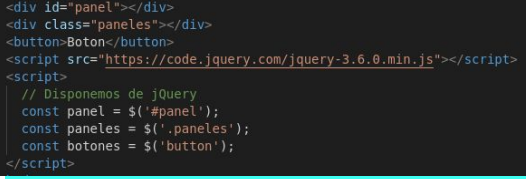 <div id="panel"></div>
<div class="paneles"></div>
<button>Boton</button>
<script src="https://code.jquery.com/jquery-3.6.0.min.js"></script>
<script>
// Disponemos de jQuery
const panel = $('#panel');
const paneles = $('.paneles');
const botones = $('button');
</script>